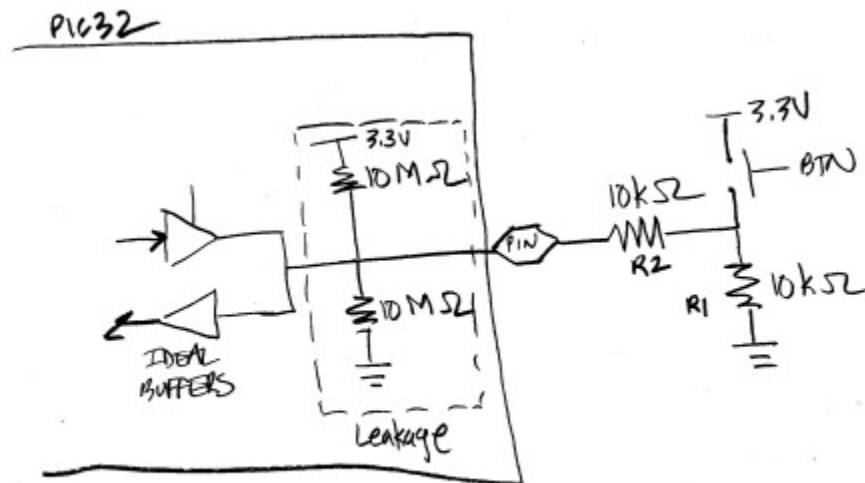 PIC32
3.3V
10MΩ
10MΩ
Leakage
IDEAL
BUFFERS
PIN
10kΩ
R2
3.3V
BTN
R1
10kΩ